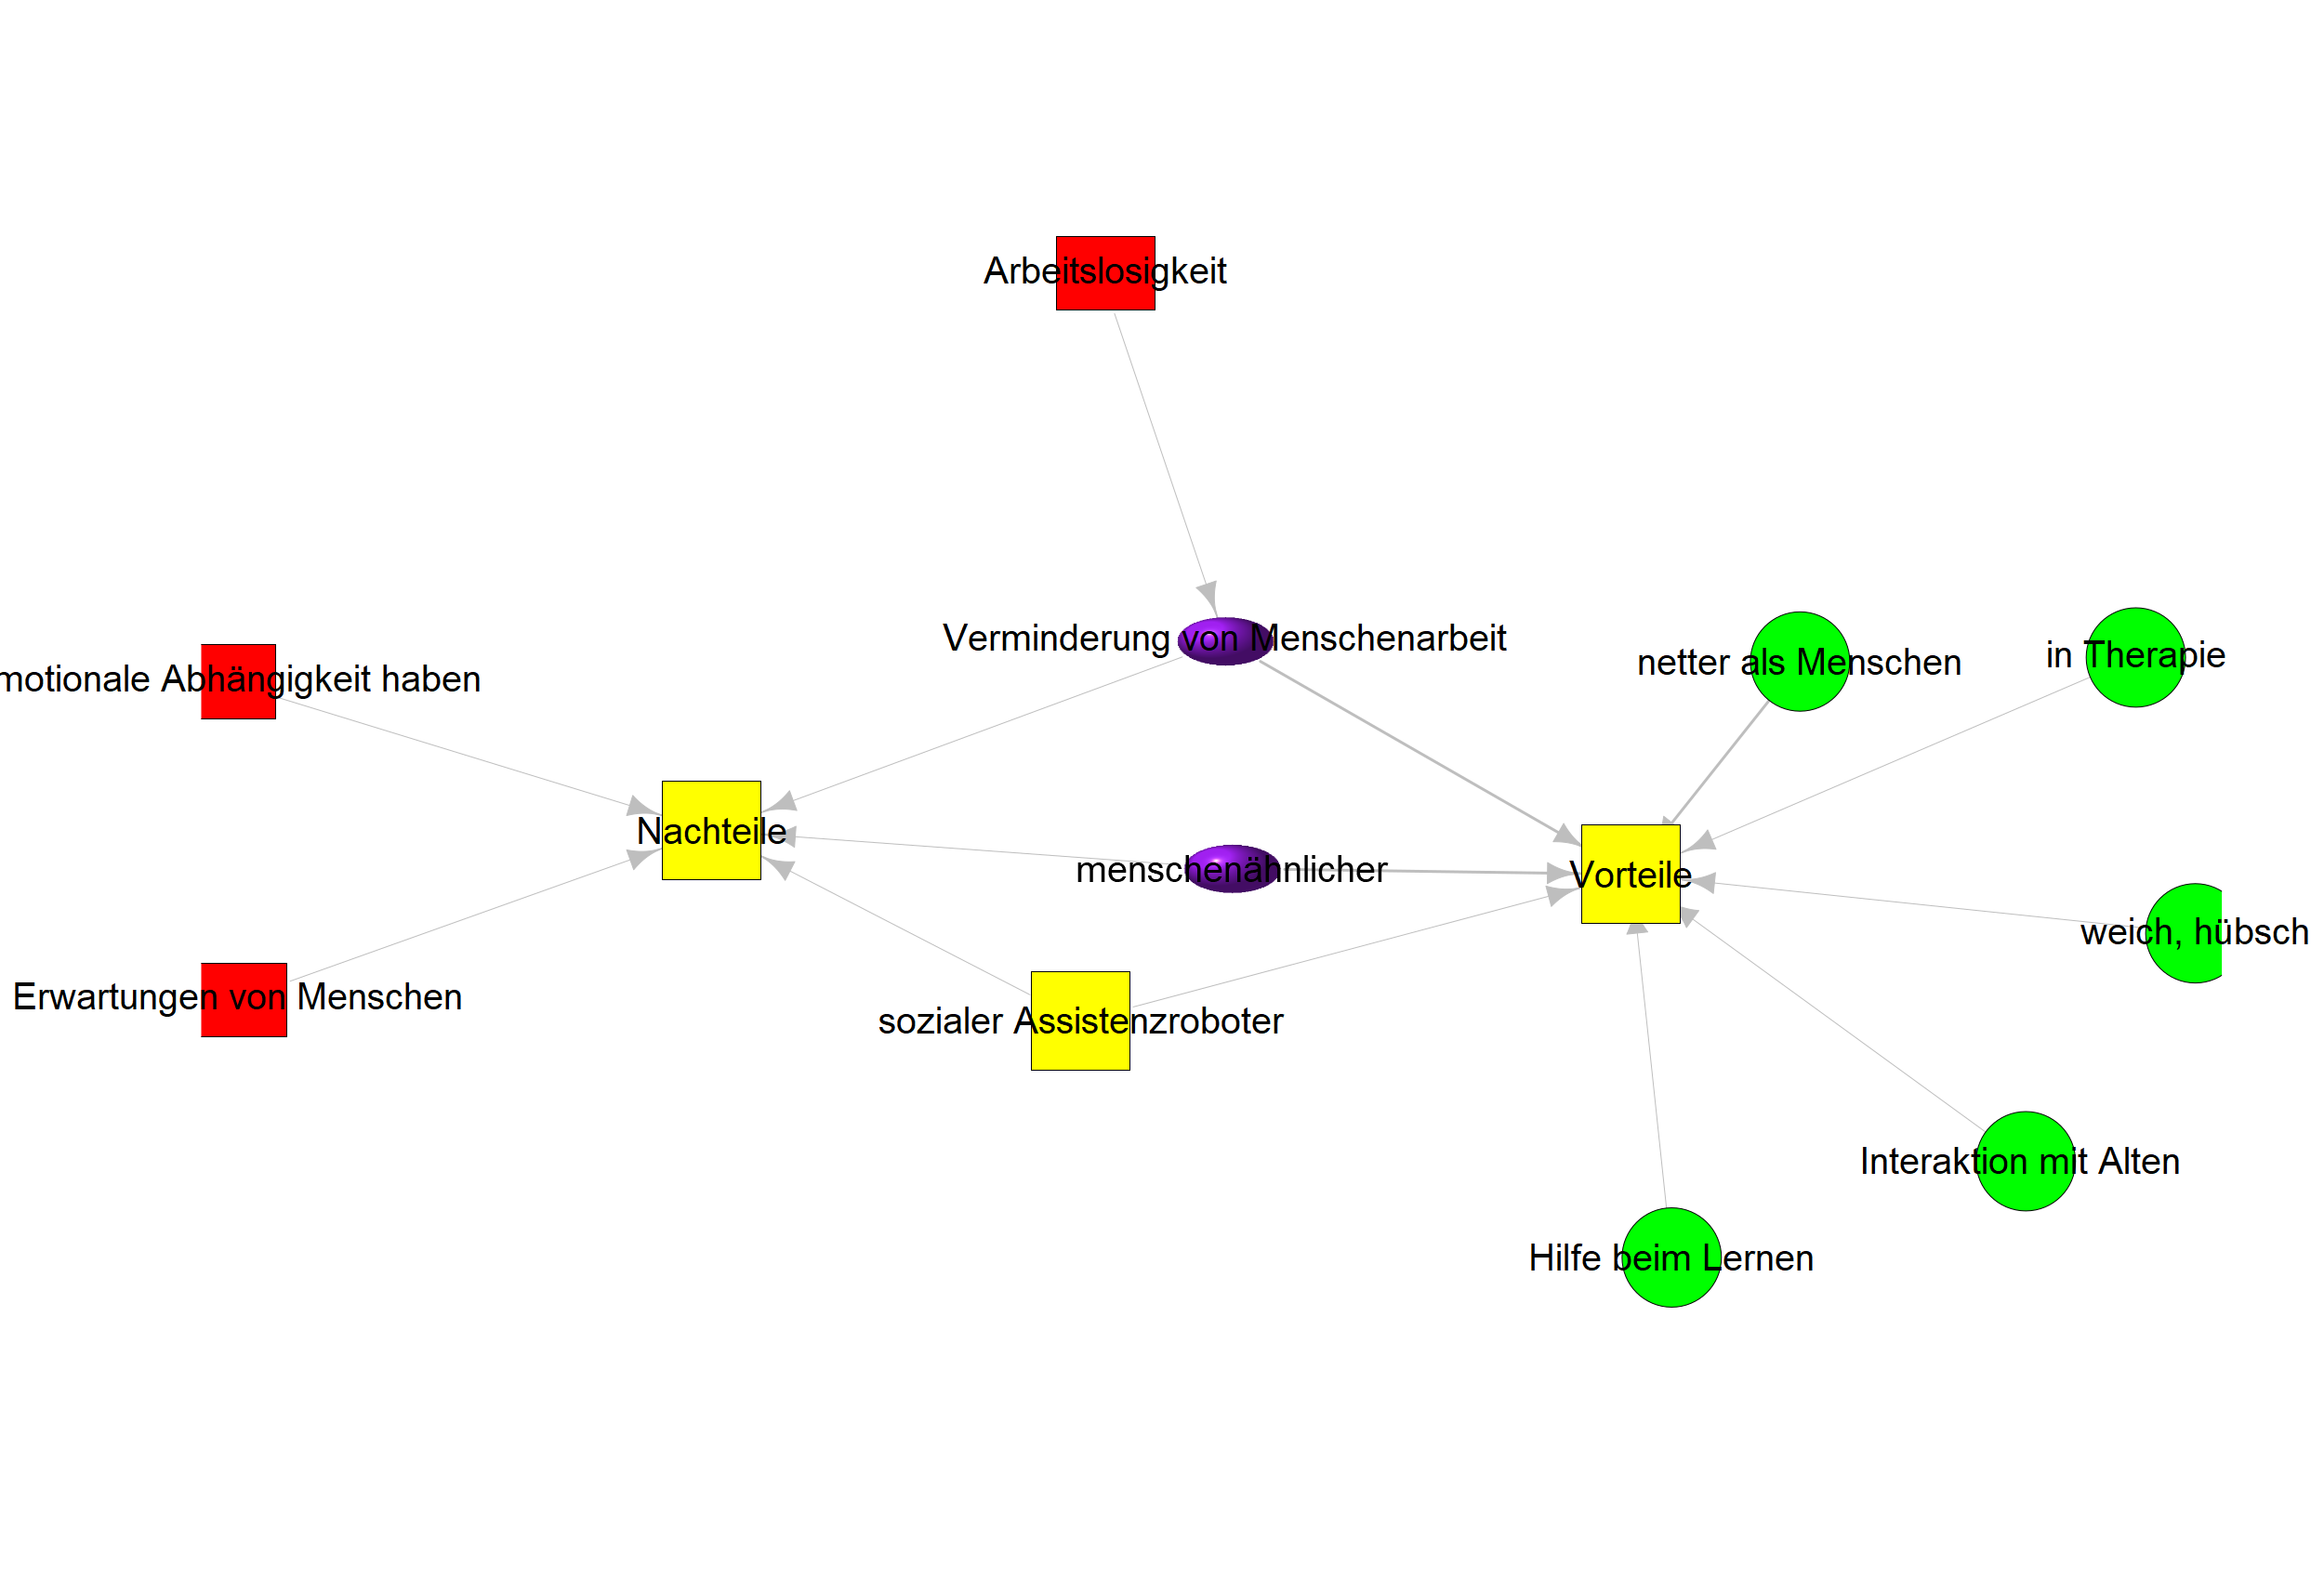 Arbeitslosigkeit
Verminderung von Menschenarbeit
netter als Menschen
in Therapie
motionale Abhängigkeit haben
Nachteile
menschenähnlicher
Vorteile
weich, hübsch
Erwartungen von Menschen
sozialer Assistenzroboter
Interaktion mit Alten
Hilfe beim Lernen